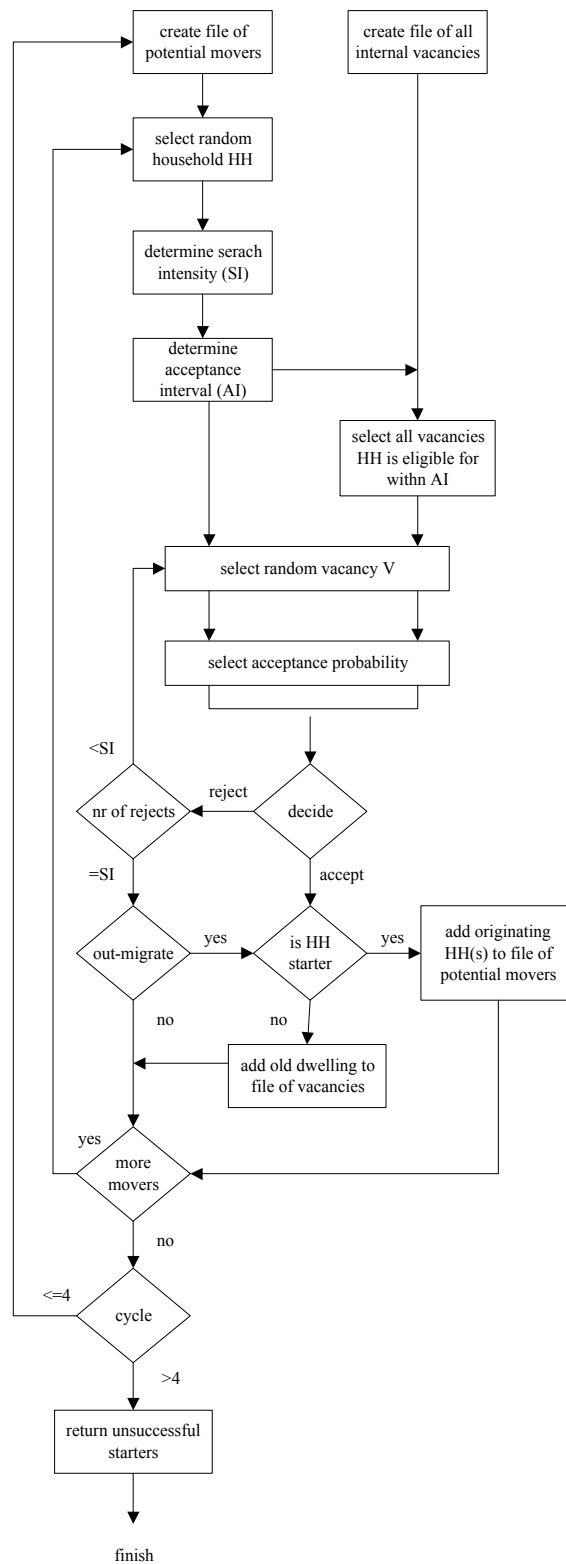 create file of
potential movers
create file of all
internal vacancies
select random
household HH
determine serach
intensity (SI)
determine
acceptance
interval (AI)
select all vacancies
HH is eligible for
withn AI
select random vacancy V
select acceptance probability
<SI
nr of rejects
reject
decide
=SI
accept
out-migrate
yes
is HH
starter
yes
add originating
HH(s) to file of
potential movers
no
no
add old dwelling to
file of vacancies
yes
more
movers
no
<=4
cycle
>4
return unsuccessful
starters
finish